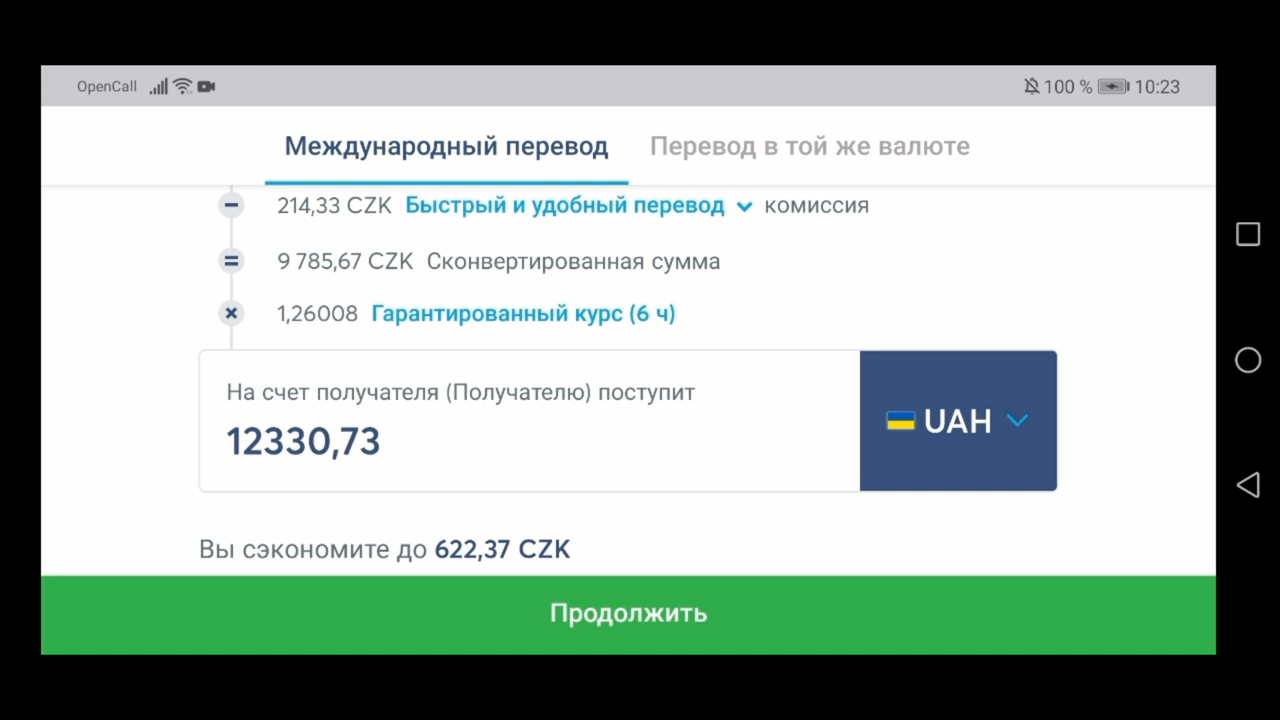 OpenCall 100 % 10:23
Международный перевод Перевод в той же валюте
214,33 CZK Быстрый и удобный перевод комиссия
9 785,67 CZK Сконвертированная сумма
1,26008 Гарантированный курс (6 ч)
На счет получателя (Получателю) поступит
12330,73 UAH
Вы сэкономите до 622,37 CZK
Продолжить